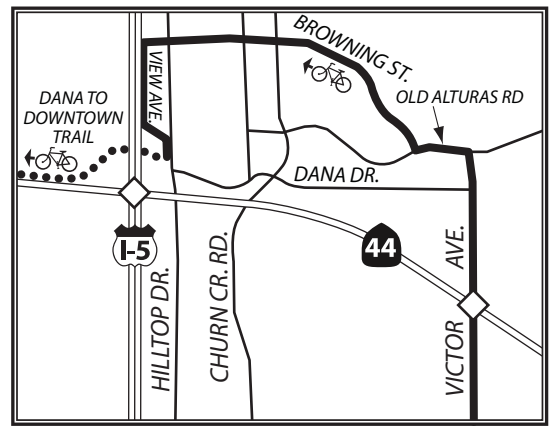 BROWNING ST.
VIEW AVE.
DANA TO
DOWNTOWN
TRAIL
OLD ALTURAS RD
DANA DR.
I-5
44
HILLTOP DR.
CHURN CR. RD.
VICTOR AVE.